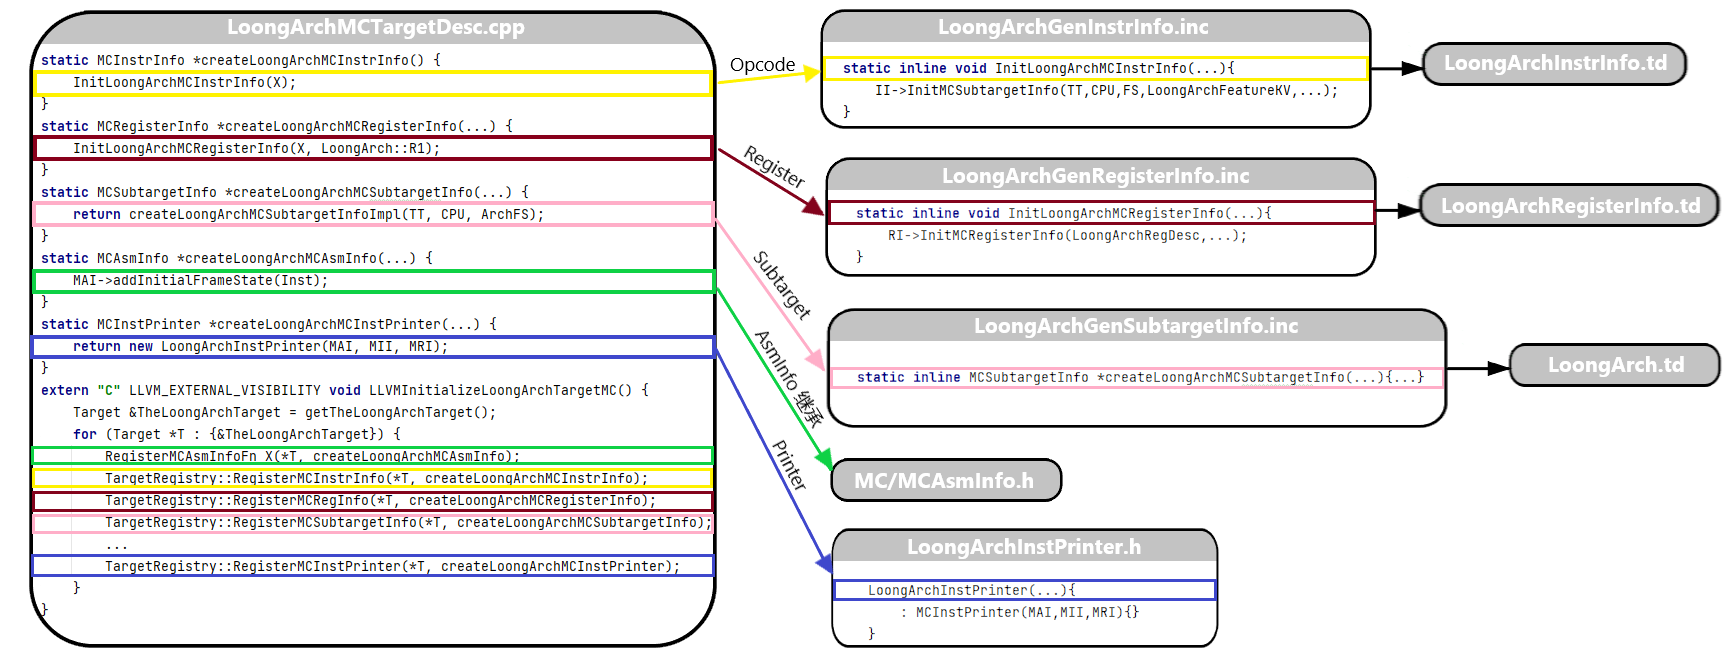 LoongArchMCTargetDesc.cpp
static MCInstrInfo *createLoongArchMCInstrInfo() {
InitLoongArchMCInstrInfo(X);
}
static MCRegisterInfo *createLoongArchMCRegisterInfo(...) {
InitLoongArchMCRegisterInfo(X, LoongArch::R1);
}
static MCSubtargetInfo *createLoongArchMCSubtargetInfo(...) {
return createLoongArchMCSubtargetInfoImpl(TT, CPU, ArchFS);
}
static MCAsmInfo *createLoongArchMCAsmInfo(...) {
MAI->addInitialFrameState(Inst);
}
static MCInstPrinter *createLoongArchMCInstPrinter(...) {
return new LoongArchInstPrinter(MAI, MII, MRI);
}
extern "C" LLVM_EXTERNAL_VISIBILITY void LLVMInitializeLoongArchTargetMC() {
Target &TheLoongArchTarget = getTheLoongArchTarget();
for (Target *T : {&TheLoongArchTarget}) {
RegisterMCAsmInfoFn X(*T, createLoongArchMCAsmInfo);
TargetRegistry::RegisterMCInstrInfo(*T, createLoongArchMCInstrInfo);
TargetRegistry::RegisterMCRegInfo(*T, createLoongArchMCRegisterInfo);
TargetRegistry::RegisterMCSubtargetInfo(*T, createLoongArchMCSubtargetInfo);
...
TargetRegistry::RegisterMCInstPrinter(*T, createLoongArchMCInstPrinter);
}
}
Opcode
Register
Subtarget
AsmInfo 继承
Printer
LoongArchGenInstrInfo.inc
static inline void InitLoongArchMCInstrInfo(...){
II->InitMCSubtargetInfo(TT,CPU,FS,LoongArchFeatureKV,...);
}
LoongArchInstrInfo.td
LoongArchGenRegisterInfo.inc
static inline void InitLoongArchMCRegisterInfo(...){
RI->InitMCRegisterInfo(LoongArchRegDesc,...);
}
LoongArchRegisterInfo.td
LoongArchGenSubtargetInfo.inc
static inline MCSubtargetInfo *createLoongArchMCSubtargetInfo(...){...}
LoongArch.td
MC/MCAsmInfo.h
LoongArchInstPrinter.h
LoongArchInstPrinter(...){
: MCInstPrinter(MAI,MII,MRI){}
}